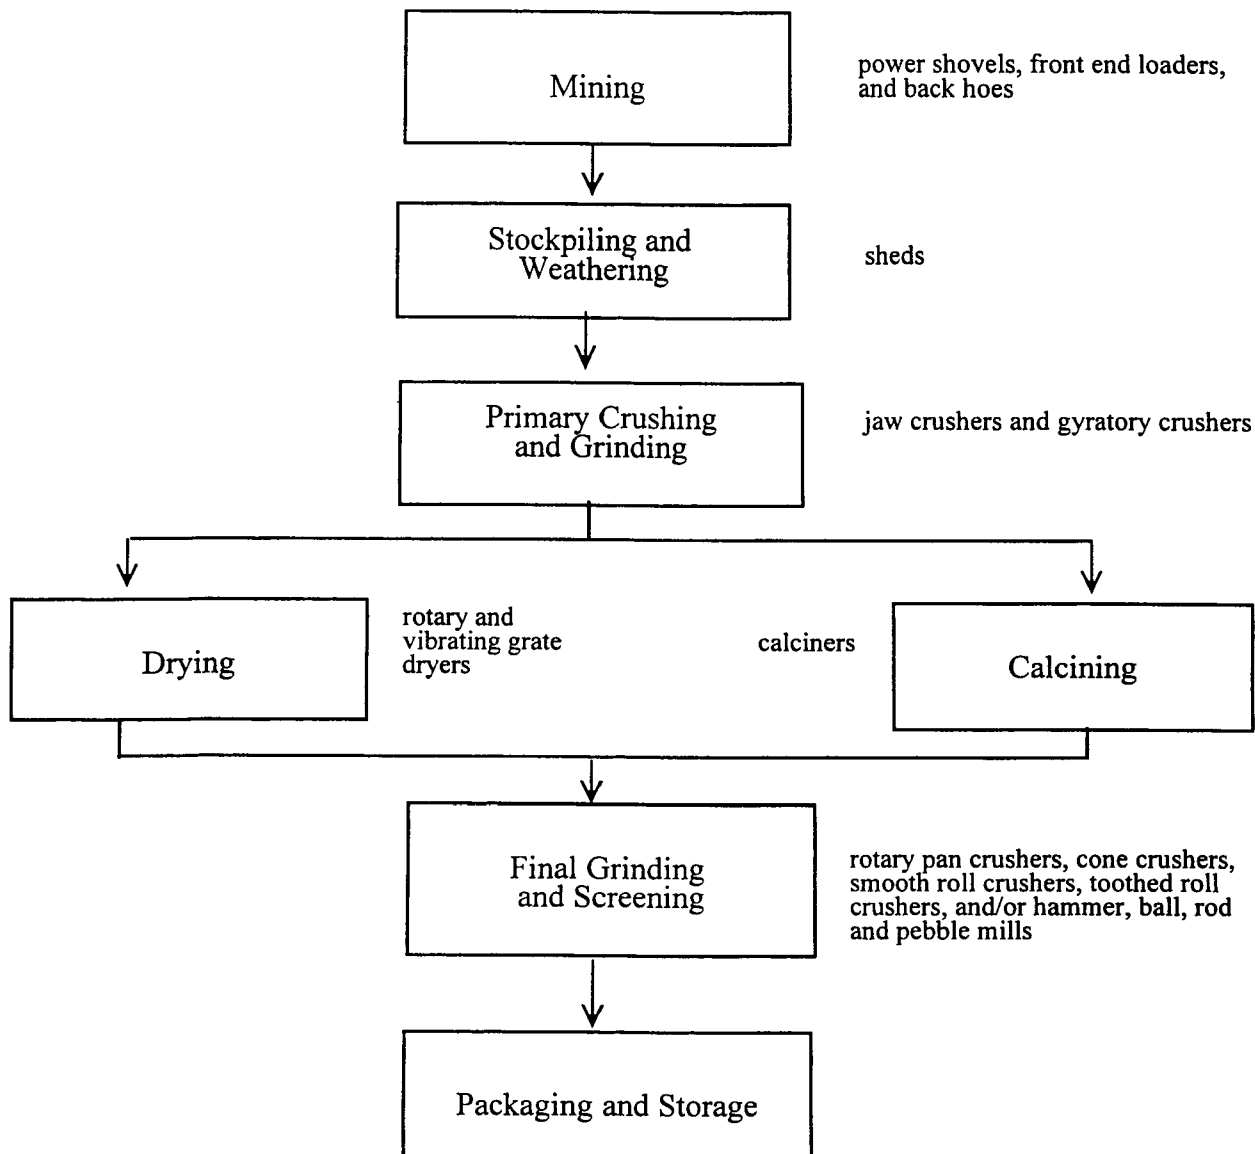 Mining
power shovels, front end loaders,
and back hoes
Stockpiling and
Weathering
sheds
Primary Crushing
and Grinding
jaw crushers and gyratory crushers
Drying
rotary and
vibrating grate
dryers
calciners
Calcining
Final Grinding
and Screening
rotary pan crushers, cone crushers,
smooth roll crushers, toothed roll
crushers, and/or hammer, ball, rod
and pebble mills
Packaging and Storage